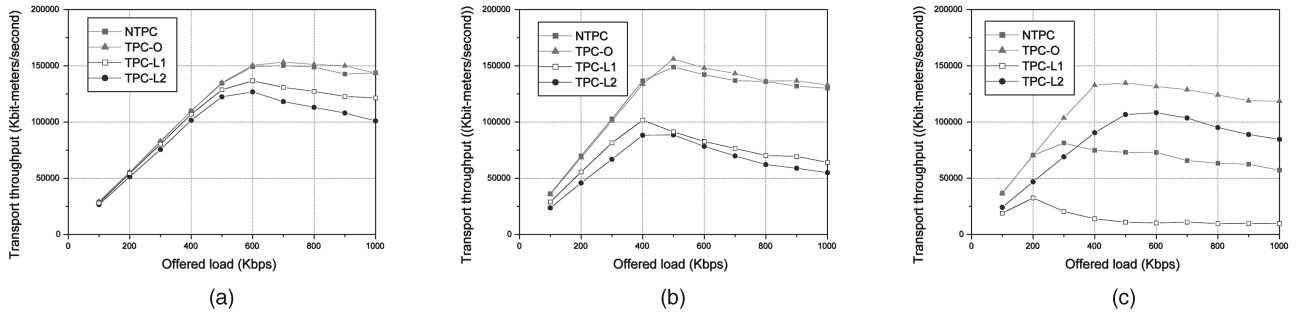 Transport throughput (Kbit-meters/second)
200000
150000
100000
50000
0
NTPC
TPC-O
TPC-L1
TPC-L2
0
200
400
600
800
1000
Offered load (Kbps)
(a)
Transport throughput ((Kbit-meters/second))
200000
150000
100000
50000
0
NTPC
TPC-O
TPC-L1
TPC-L2
0
200
400
600
800
1000
Offered load (Kbps)
(b)
Transport throughput ((Kbit-meters/second))
200000
150000
100000
50000
0
NTPC
TPC-O
TPC-L1
TPC-L2
0
200
400
600
800
1000
Offered load (Kbps)
(c)